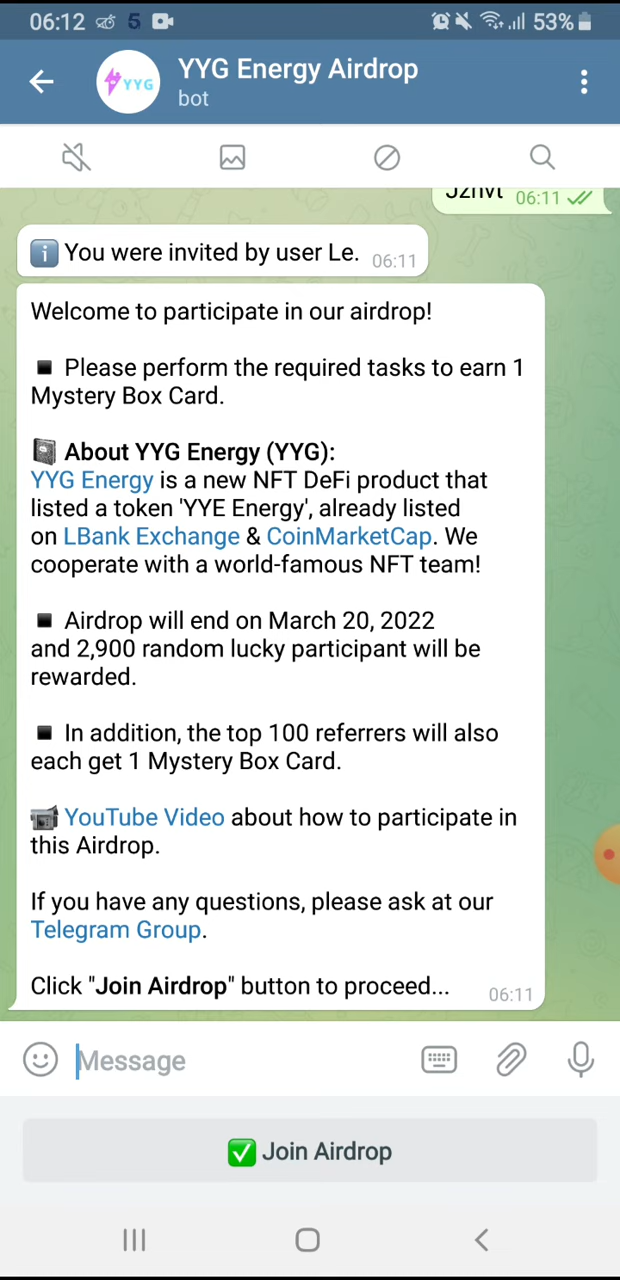 06:12 5 53%
YYG Energy Airdrop
YYG
bot
06:11
ℹ️ You were invited by user Le. 06:11
Welcome to participate in our airdrop!
▪️ Please perform the required tasks to earn 1
Mystery Box Card.
About YYG Energy (YYG):
YYG Energy is a new NFT DeFi product that
listed a token 'YYE Energy', already listed
on LBank Exchange & CoinMarketCap. We
cooperate with a world-famous NFT team!
▪️ Airdrop will end on March 20, 2022
and 2,900 random lucky participant will be
rewarded.
▪️ In addition, the top 100 referrers will also
each get 1 Mystery Box Card.
YouTube Video about how to participate in
this Airdrop.
If you have any questions, please ask at our
Telegram Group.
Click "Join Airdrop" button to proceed... 06:11
Message
✅ Join Airdrop